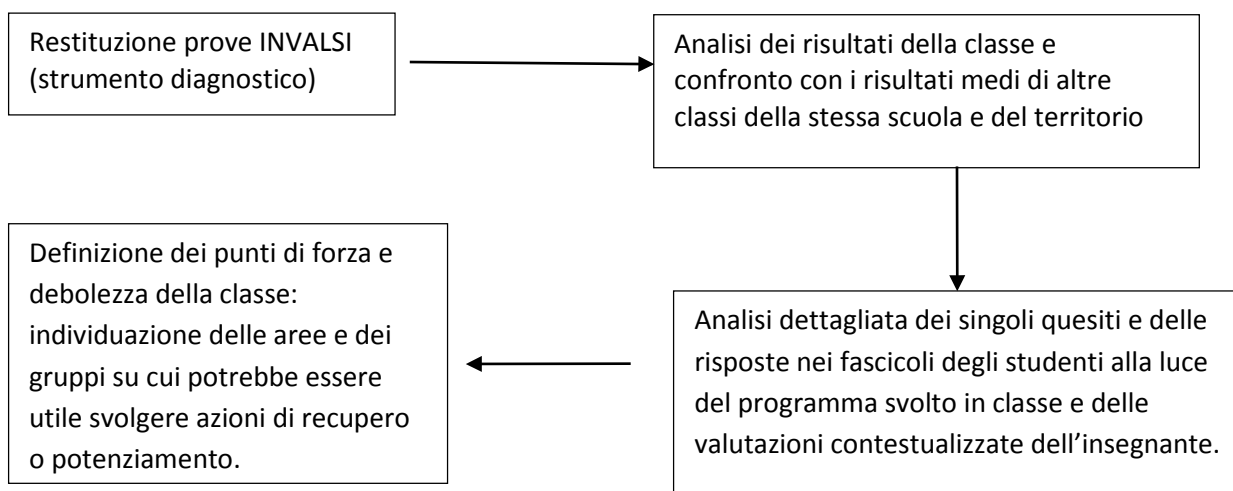 Restituzione prove INVALSI
(strumento diagnostico)
Analisi dei risultati della classe e
confronto con i risultati medi di altre
classi della stessa scuola e del territorio
Analisi dettagliata dei singoli quesiti e delle
risposte nei fascicoli degli studenti alla luce
del programma svolto in classe e delle
valutazioni contestualizzate dell’insegnante.
Definizione dei punti di forza e
debolezza della classe:
individuazione delle aree e dei
gruppi su cui potrebbe essere
utile svolgere azioni di recupero
o potenziamento.